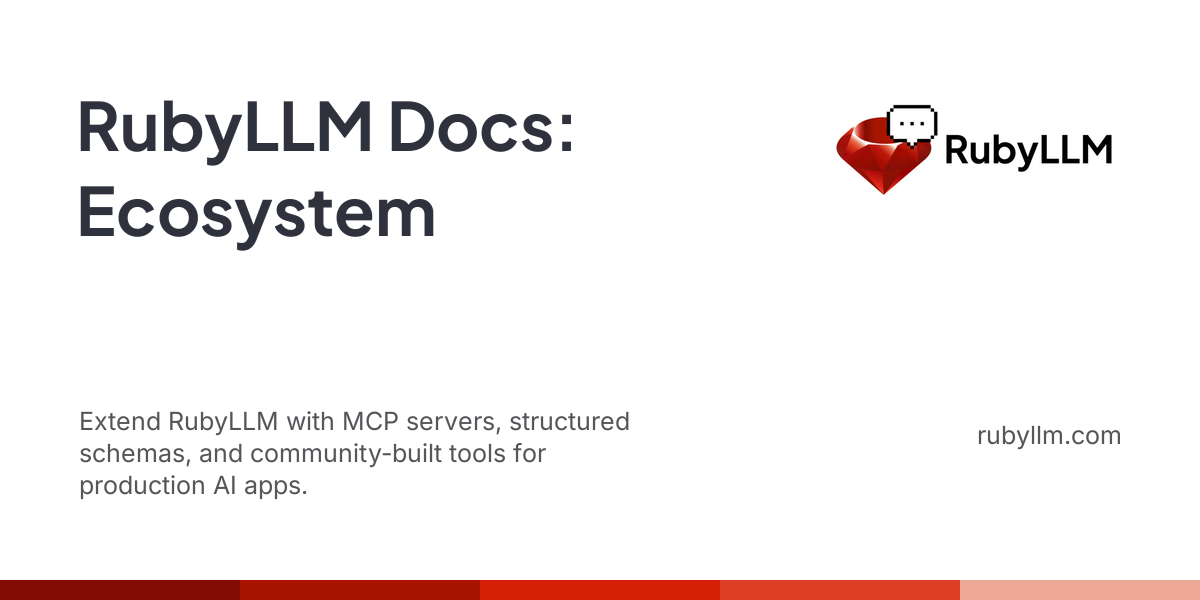 RubyLLM Docs:
Ecosystem
RubyLLM
Extend RubyLLM with MCP servers, structured
schemas, and community-built tools for
production AI apps.
rubyllm.com